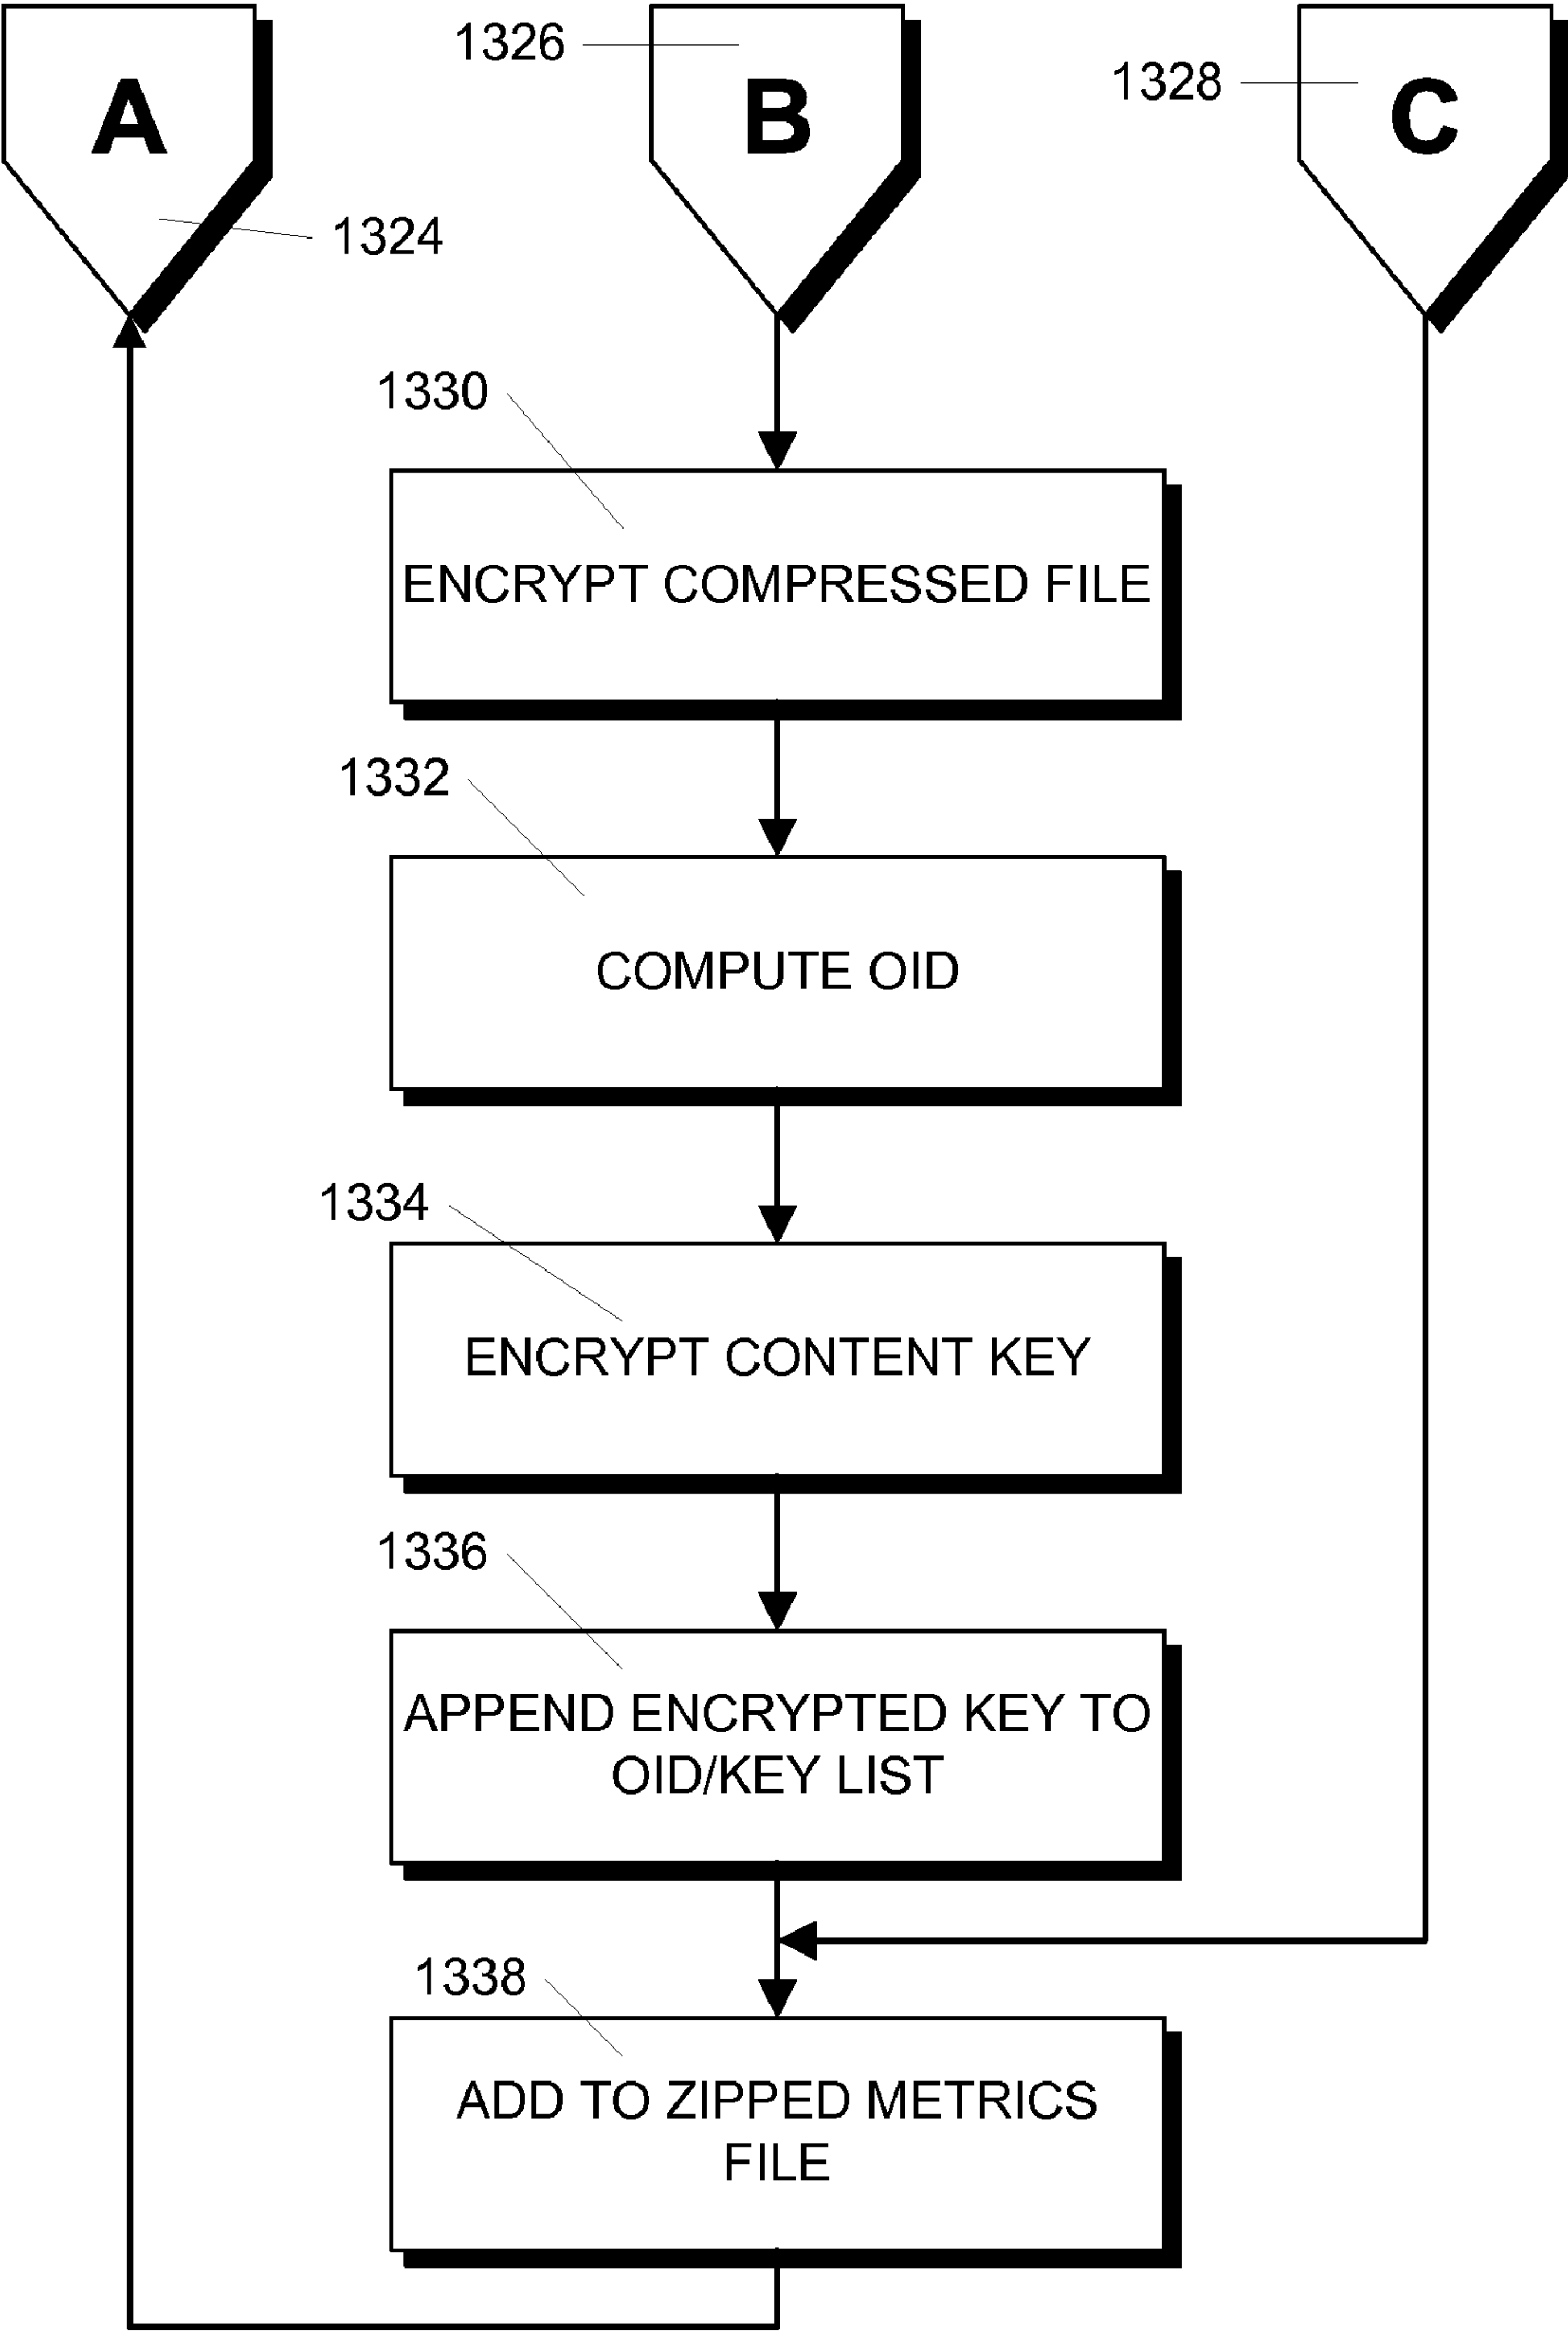 A
1326
B
1328
C
1324
1330
ENCRYPT COMPRESSED FILE
1332
COMPUTE OID
1334
ENCRYPT CONTENT KEY
1336
APPEND ENCRYPTED KEY TO
OID/KEY LIST
1338
ADD TO ZIPPED METRICS
FILE